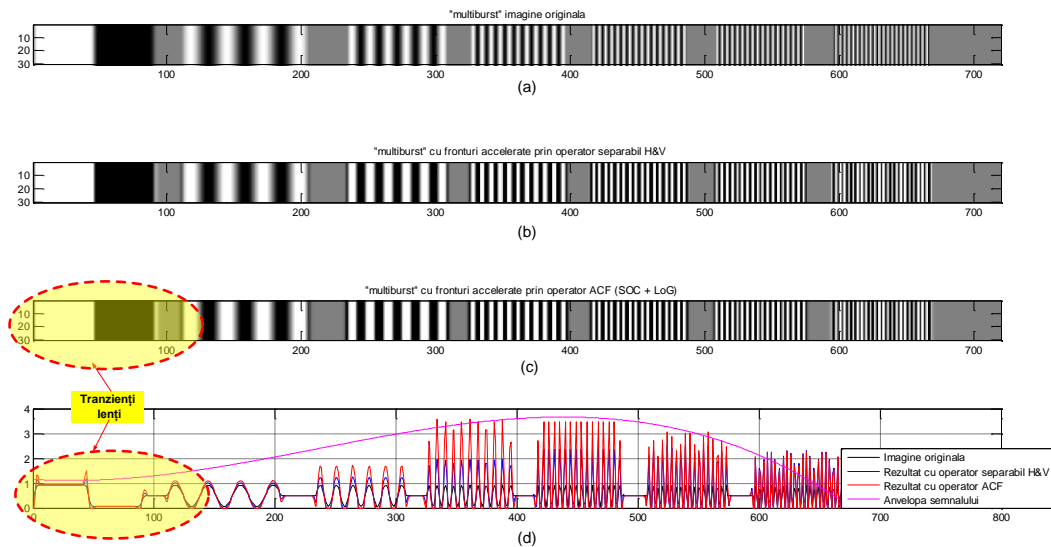 "multiburst" imagine originala
10
20
30
100 200 300 400 500 600 700
(a)
"multiburst" cu fronturi accelerate prin operator separabil H&V
10
20
30
100 200 300 400 500 600 700
(b)
"multiburst" cu fronturi accelerate prin operator ACF (SOC + LoG)
10
20
30
100 200 300 400 500 600 700
(c)
Tranzienți
lenți
4
3
2
1
0
100 200 300 400 500 600 700 800
Imagine originala
Rezultat cu operator separabil H&V
Rezultat cu operator ACF
Anvelopa semnalului
(d)